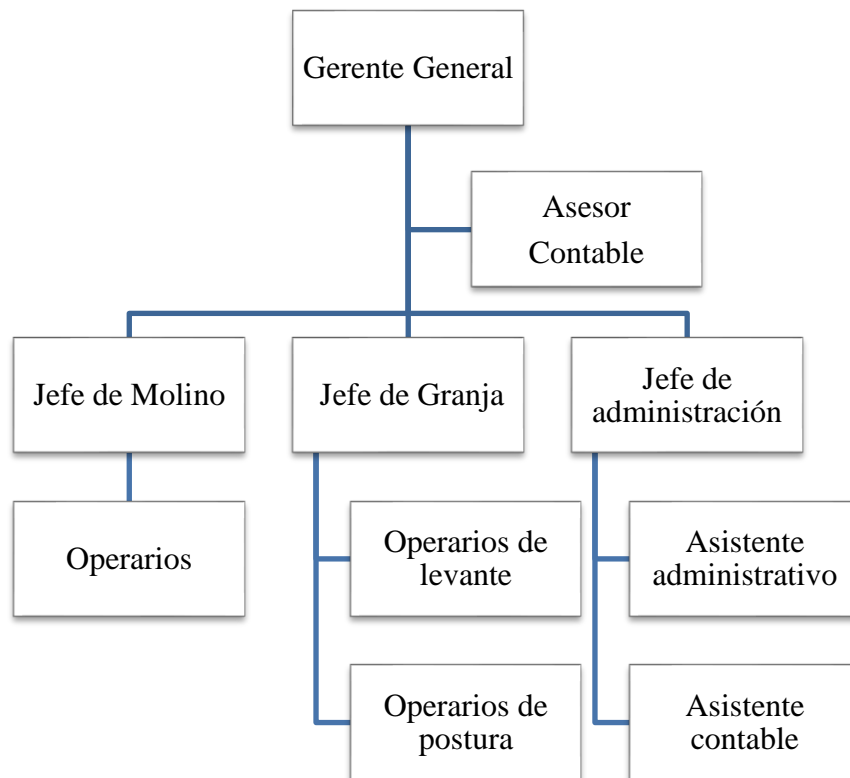 Gerente General
Asesor
Contable
Jefe de Molino
Jefe de Granja
Jefe de
administración
Operarios
Operarios de
levante
Asistente
administrativo
Operarios de
postura
Asistente
contable